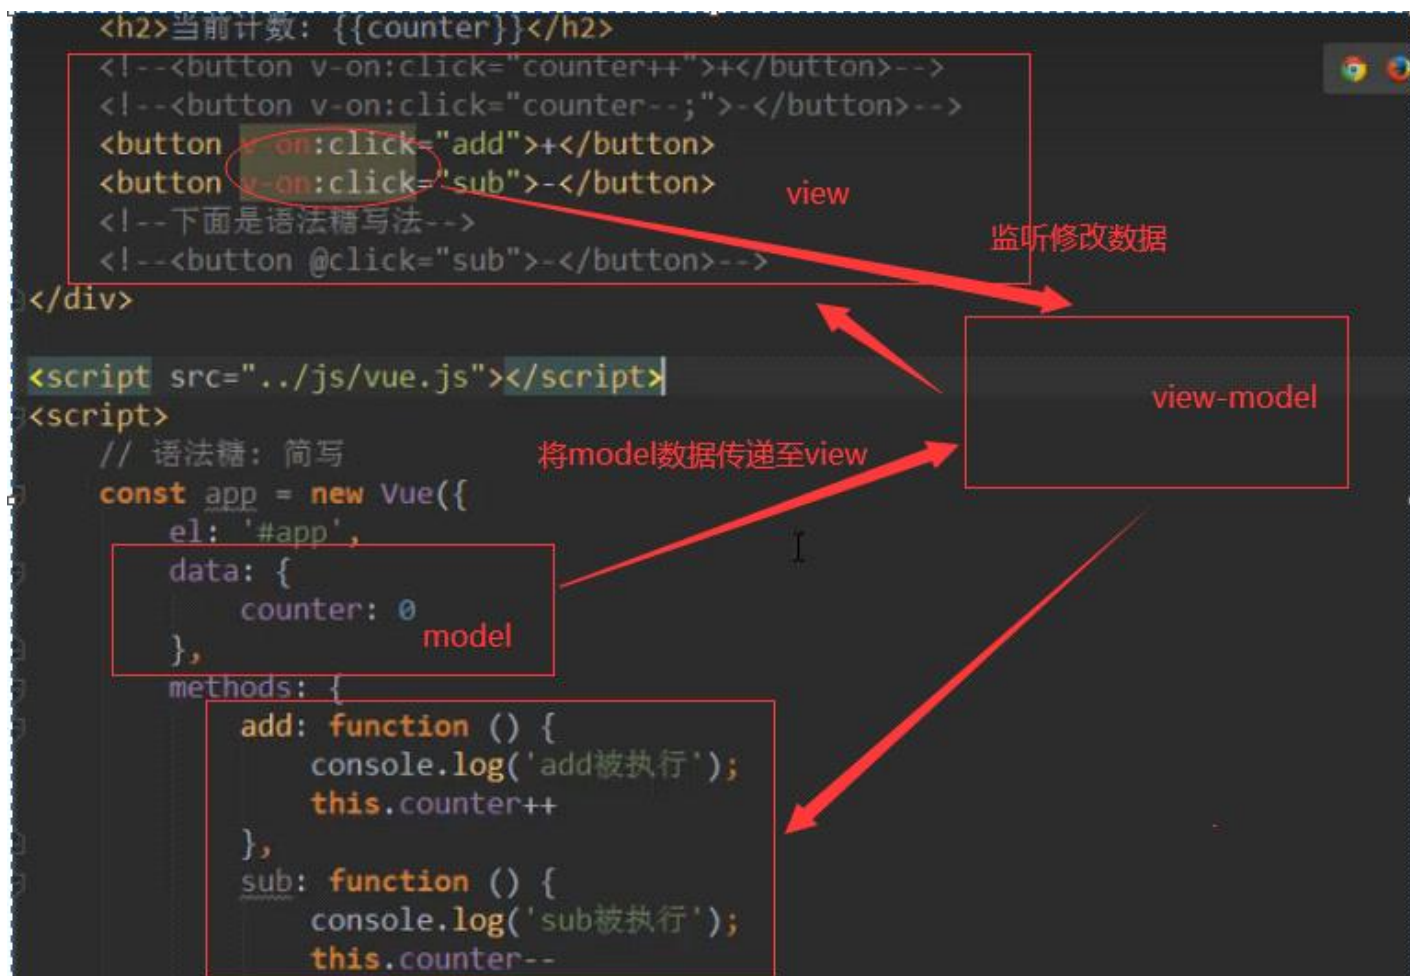 <h2>当前计数: {{counter}}</h2>
<!--<button v-on:click="counter++">+</button>-->
<!--<button v-on:click="counter--;">-</button>-->
<button v-on:click="add">+</button>
<button v-on:click="sub">-</button>
view
<!--下面是语法糖写法-->
监听修改数据
<!--<button @click="sub">-</button>-->
</div>
<script src="../js/vue.js"></script>
view-model
<script>
// 语法糖: 简写
将model数据传递至view
const app = new Vue({
el: '#app',
data: {
counter: 0
model
},
methods: {
add: function () {
console.log('add被执行');
this.counter++
},
sub: function () {
console.log('sub被执行');
this.counter--